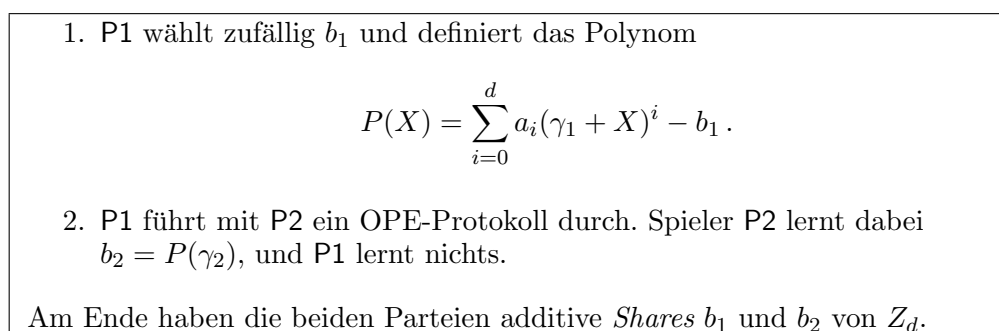 1. P1 wählt zufällig b₁ und definiert das Polynom
P(X) = ∑_{i=0}^{d} aᵢ(γ₁ + X)ⁱ − b₁ .
2. P1 führt mit P2 ein OPE-Protokoll durch. Spieler P2 lernt dabei
b₂ = P(γ₂), und P1 lernt nichts.
Am Ende haben die beiden Parteien additive Shares b₁ und b₂ von Z_d.